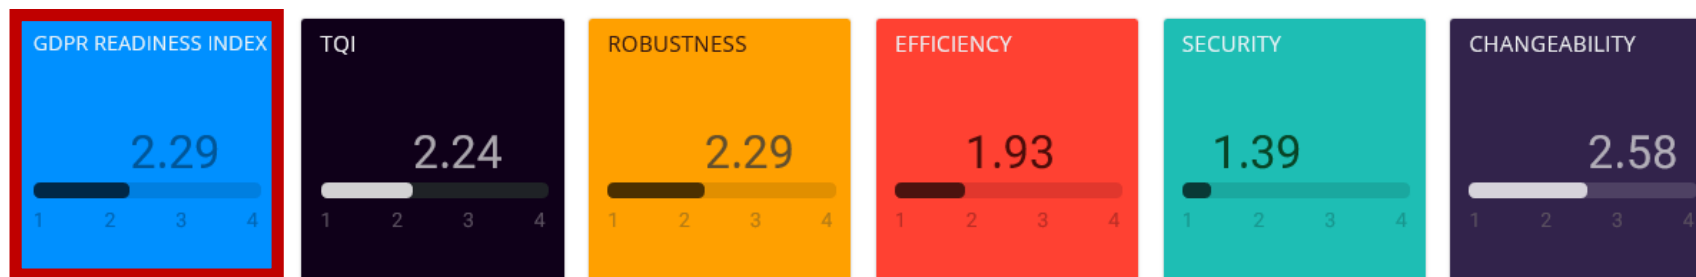 GDPR READINESS INDEX
2.29
1 2 3 4
TQI
2.24
1 2 3 4
ROBUSTNESS
2.29
1 2 3 4
EFFICIENCY
1.93
1 2 3 4
SECURITY
1.39
1 2 3 4
CHANGEABILITY
2.58
1 2 3 4